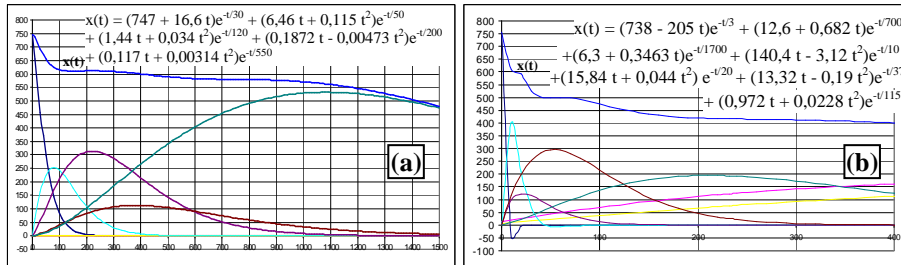 x(t) = (747 + 16,6 t)e-t/30 + (6,46 t + 0,115 t²)e-t/50
+ (1,44 t + 0,034 t²)e-t/120 + (0,1872 t - 0,00473 t²)e-t/200
+ (0,117 t + 0,00314 t²)e-t/550
x(t)
(a)
800
750
700
650
600
550
500
450
400
350
300
250
200
150
100
50
0
-50
0 100 200 300 400 500 600 700 800 900 1000 1100 1200 1300 1400 1500
x(t) = (738 - 205 t)e-t/3 + (12,6 + 0,682 t)e-t/700
+(6,3 + 0,3463 t)e-t/1700 + (140,4 t - 3,12 t²)e-t/10
+(15,84 t + 0,044 t²) e-t/20 + (13,32 t - 0,19 t²)e-t/37
+ (0,972 t + 0,0228 t²)e-t/115
x(t)
(b)
800
750
700
650
600
550
500
450
400
350
300
250
200
150
100
50
0
-50
-100
0 100 200 300 400